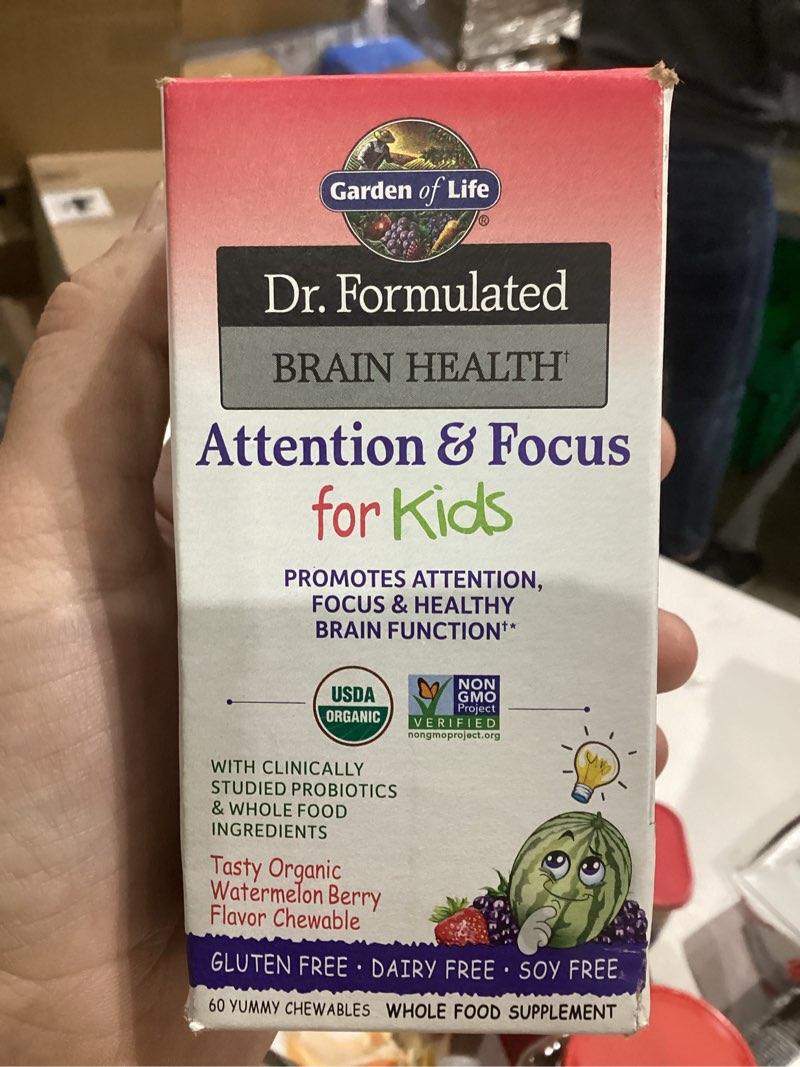 Garden of Life®
Dr. Formulated
BRAIN HEALTH†
Attention & Focus
for Kids
PROMOTES ATTENTION,
FOCUS & HEALTHY
BRAIN FUNCTION†*
USDA
ORGANIC
NON
GMO
Project
VERIFIED
nongmoproject.org
WITH CLINICALLY
STUDIED PROBIOTICS
& WHOLE FOOD
INGREDIENTS
Tasty Organic
Watermelon Berry
Flavor Chewable
GLUTEN FREE · DAIRY FREE · SOY FREE
60 YUMMY CHEWABLES WHOLE FOOD SUPPLEMENT